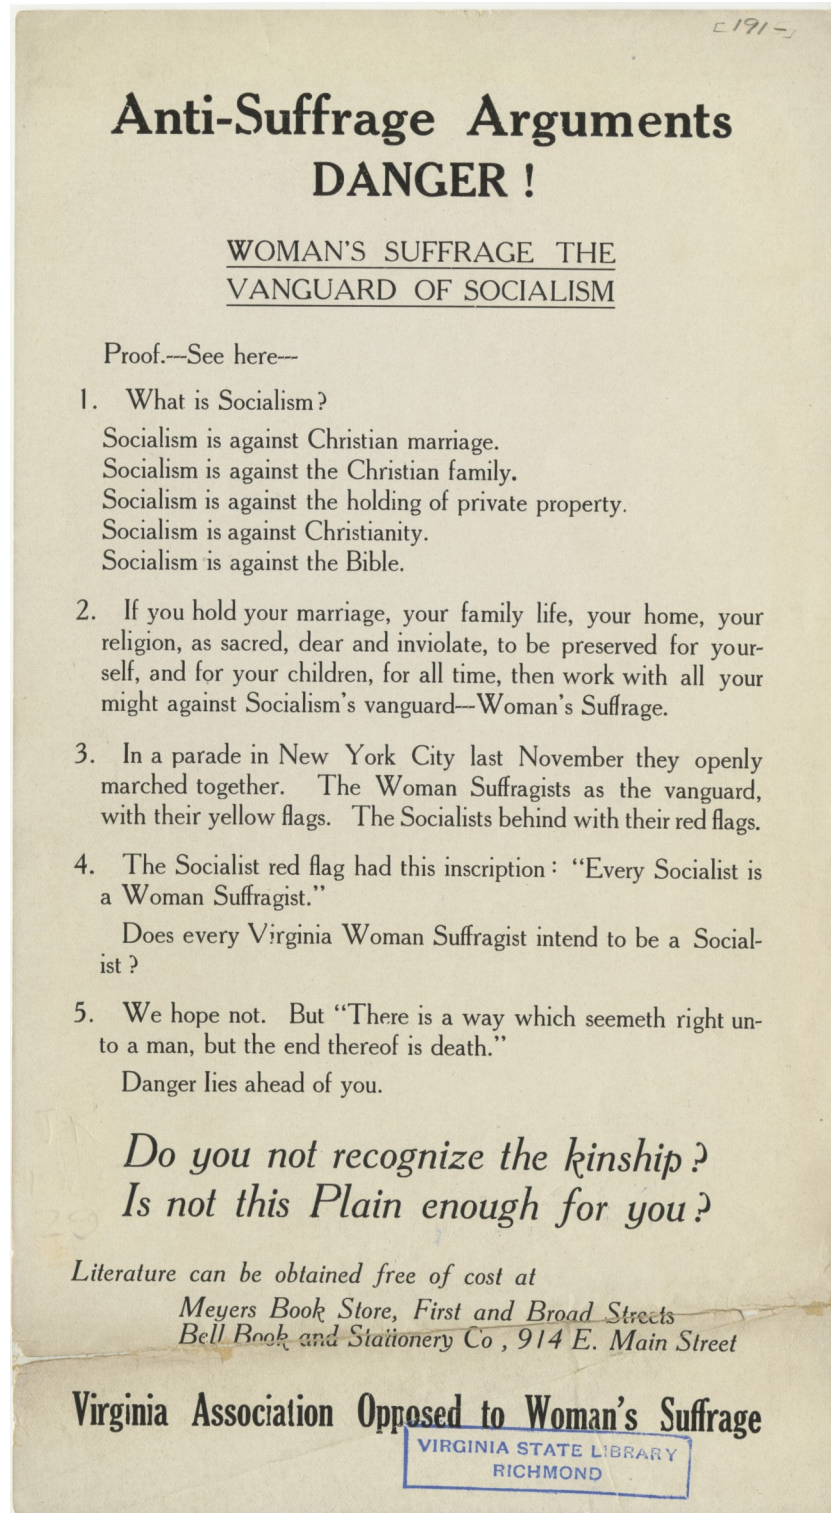 [191-]
Anti-Suffrage Arguments
DANGER !
WOMAN'S SUFFRAGE THE
VANGUARD OF SOCIALISM
Proof.---See here---
1. What is Socialism?
Socialism is against Christian marriage.
Socialism is against the Christian family.
Socialism is against the holding of private property.
Socialism is against Christianity.
Socialism is against the Bible.
2. If you hold your marriage, your family life, your home, your
religion, as sacred, dear and inviolate, to be preserved for your-
self, and for your children, for all time, then work with all your
might against Socialism's vanguard---Woman's Suffrage.
3. In a parade in New York City last November they openly
marched together. The Woman Suffragists as the vanguard,
with their yellow flags. The Socialists behind with their red flags.
4. The Socialist red flag had this inscription: "Every Socialist is
a Woman Suffragist."
Does every Virginia Woman Suffragist intend to be a Social-
ist ?
5. We hope not. But "There is a way which seemeth right un-
to a man, but the end thereof is death."
Danger lies ahead of you.
Do you not recognize the kinship ?
Is not this Plain enough for you ?
Literature can be obtained free of cost at
Meyers Book Store, First and Broad Streets
Bell Book and Stationery Co , 914 E. Main Street
Virginia Association Opposed to Woman's Suffrage
VIRGINIA STATE LIBRARY
RICHMOND